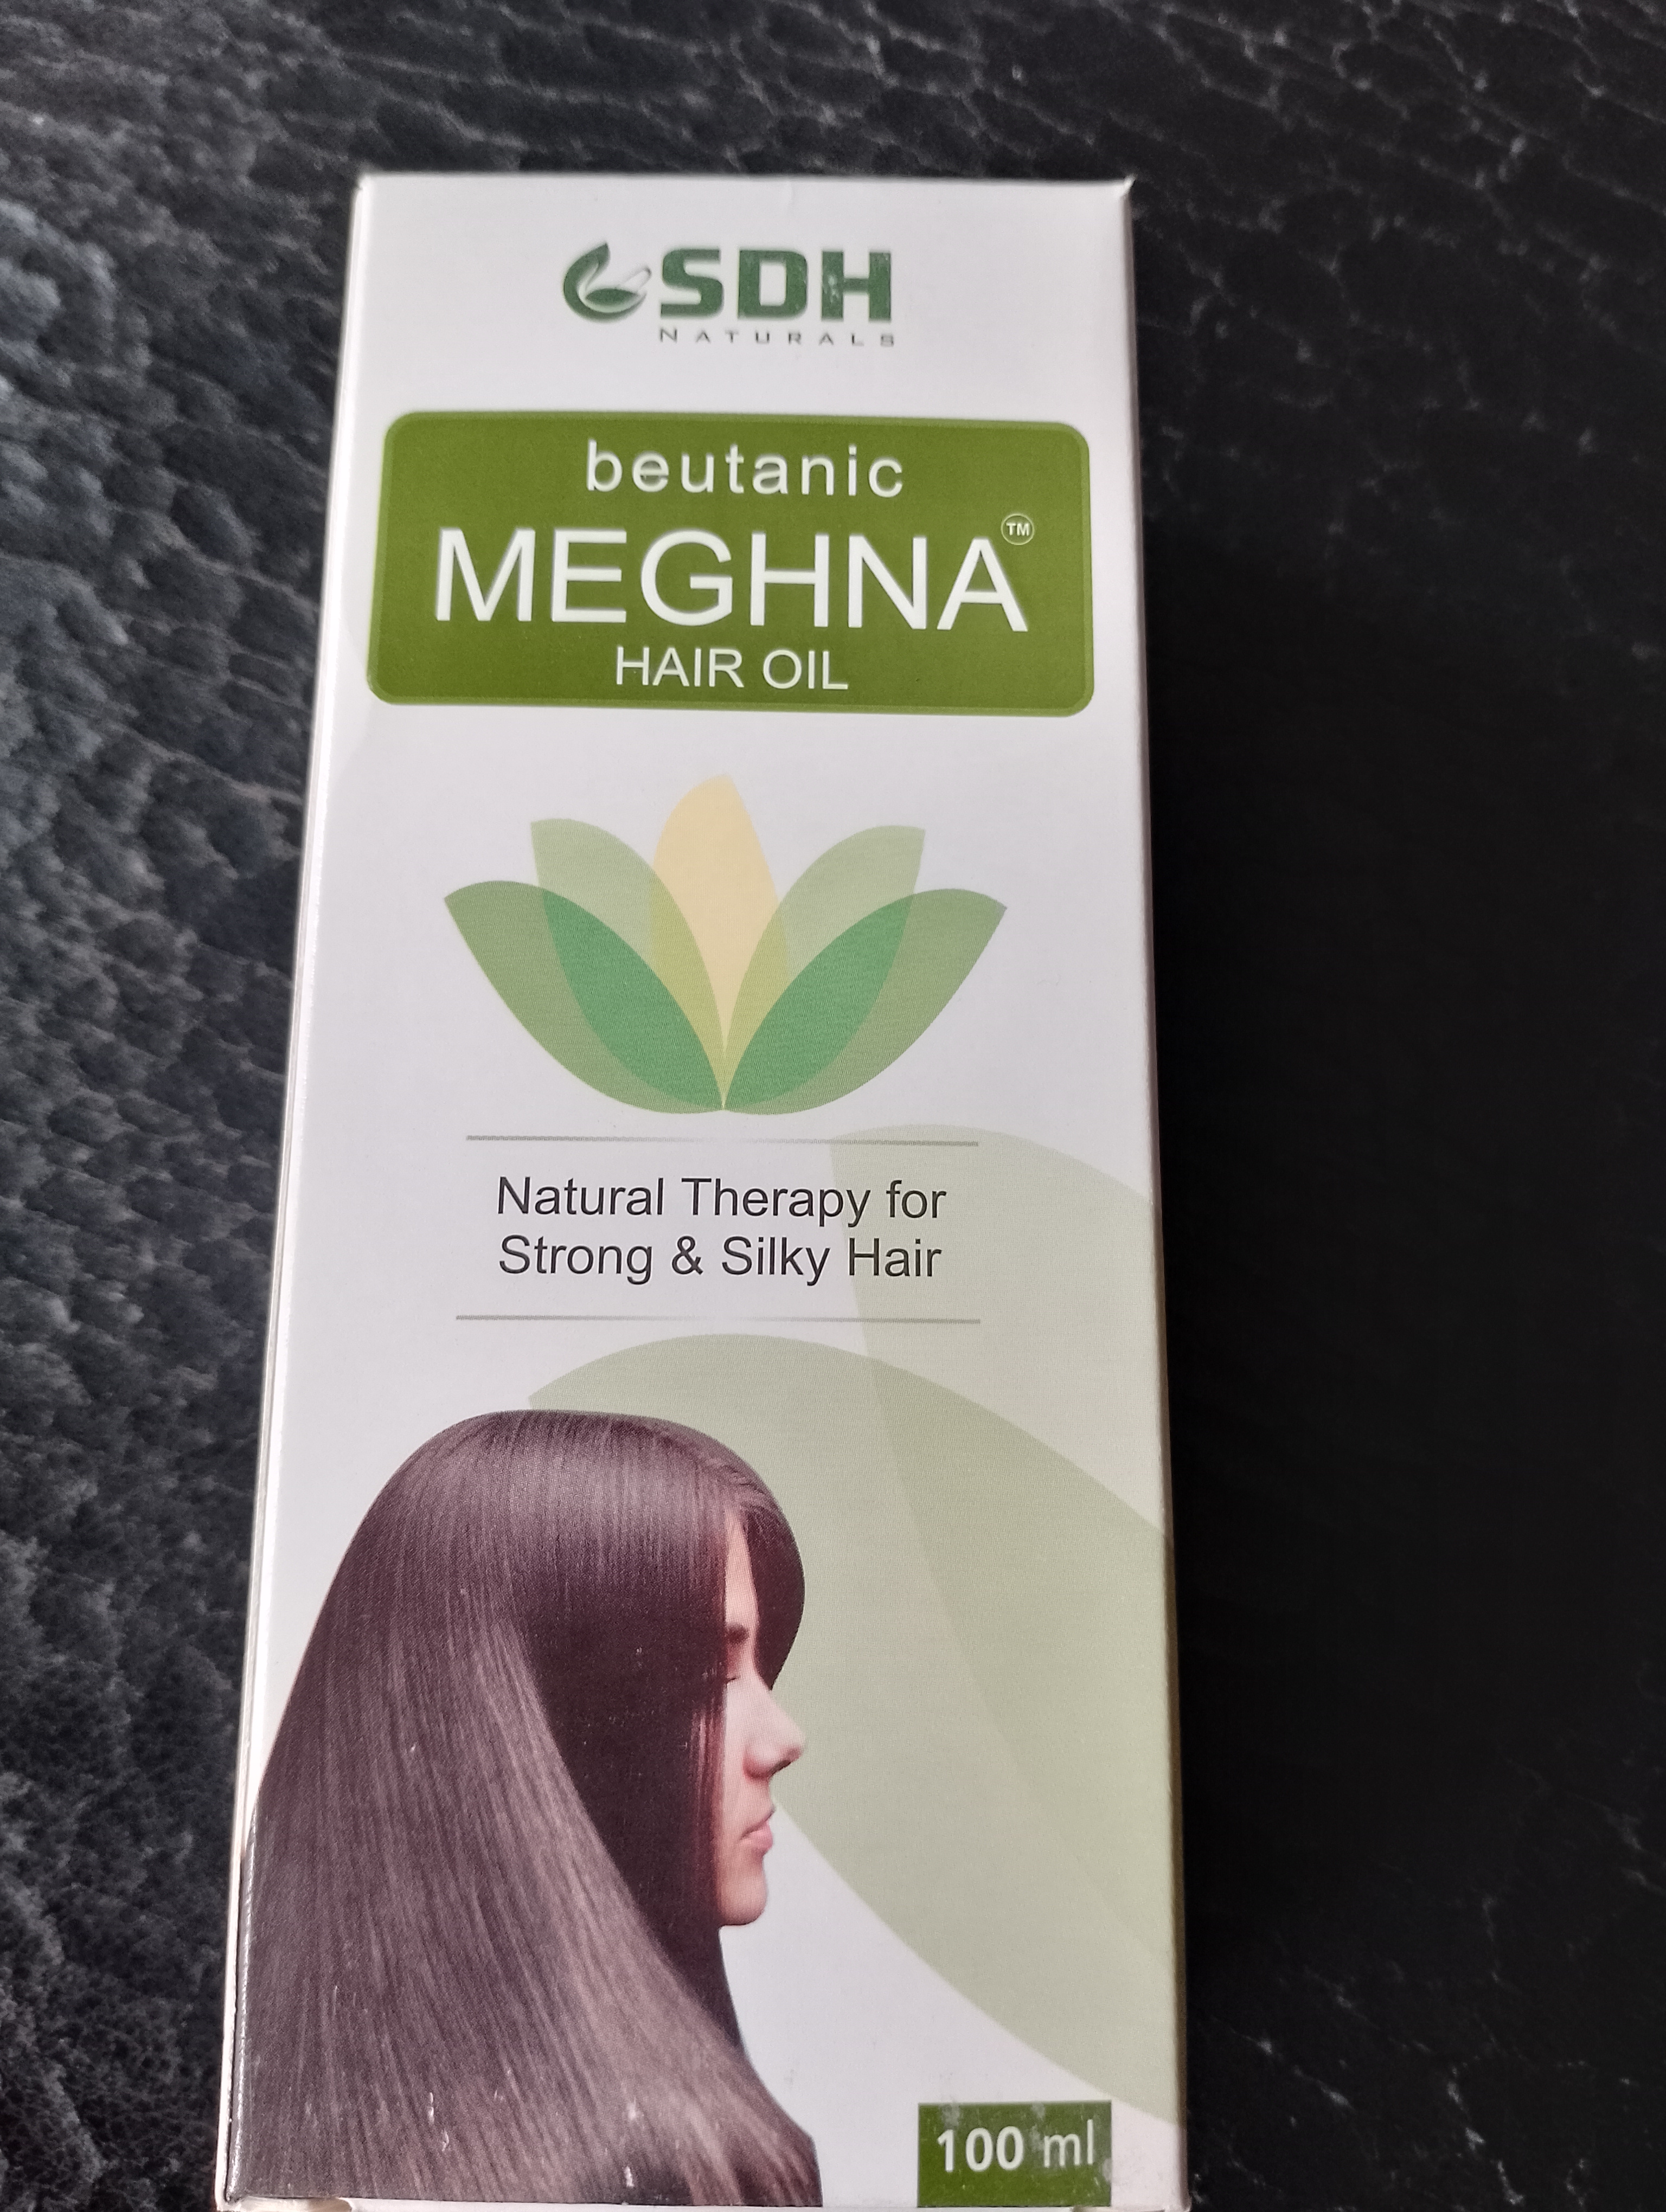 SDH
NATURALS
beutanic
MEGHNA™
HAIR OIL
Natural Therapy for
Strong & Silky Hair
100 ml